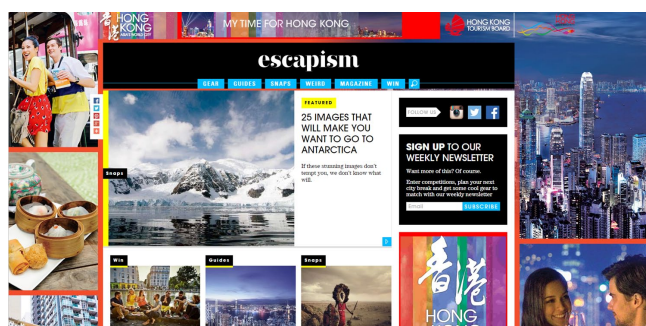 香港
HONG
KONG
ASIA'S WORLD CITY
MY TIME FOR HONG KONG
HONG KONG
TOURISM BOARD
escapism
GEAR
GUIDES
SNAPS
WEIRD
MAGAZINE
WIN
FEATURED
25 IMAGES THAT
WILL MAKE YOU
WANT TO GO TO
ANTARCTICA
If these stunning images don't
tempt you, we don't know what
will.
Snaps
FOLLOW US
SIGN UP TO OUR
WEEKLY NEWSLETTER
Want more of this? Of course.
Enter competitions, plan your next
city break and get some cool gear to
match with our weekly newsletter
Email
SUBSCRIBE
Win
Guides
Snaps
香港
HONG